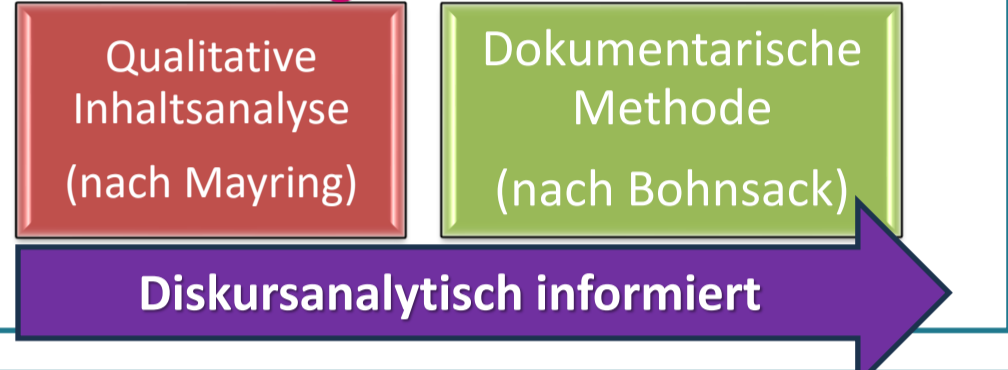 Qualitative
Inhaltsanalyse
(nach Mayring)
Dokumentarische
Methode
(nach Bohnsack)
Diskursanalytisch informiert